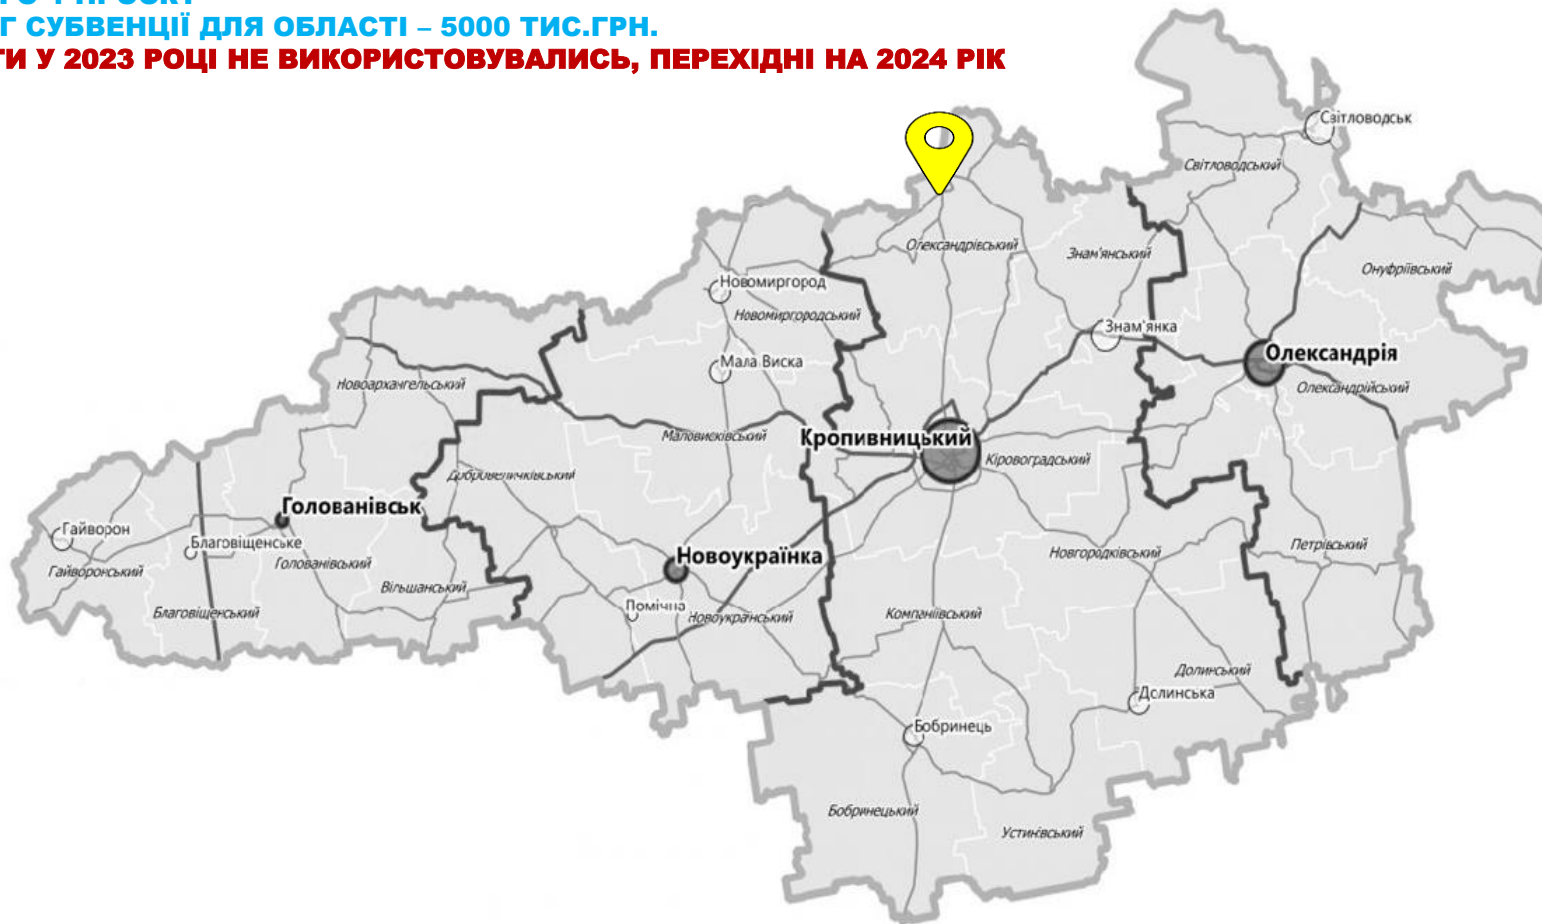 Г СУБВЕНЦІЇ ДЛЯ ОБЛАСТІ – 5000 ТИС.ГРН.
ТИ У 2023 РОЦІ НЕ ВИКОРИСТОВУВАЛИСЬ, ПЕРЕХІДНІ НА 2024 РІК
Світловодськ
Світловодський
Олександрівський
Знам'янський
Онуфріївський
Новомиргород
Новомиргородський
Знам'янка
Олександрія
Мала Виска
Новоархангельський
Олександрійський
Маловисківський
Кропивницький
Кіровоградський
Добровеличківський
Голованівськ
Гайворон
Благовіщенське
Голованівський
Гайворонський
Новоукраїнка
Новгородківський
Петрівський
Вільшанський
Благовіщенський
Помічна
Новоукраїнський
Компаніївський
Долинський
Долинська
Бобринець
Бобринецький
Устинівський